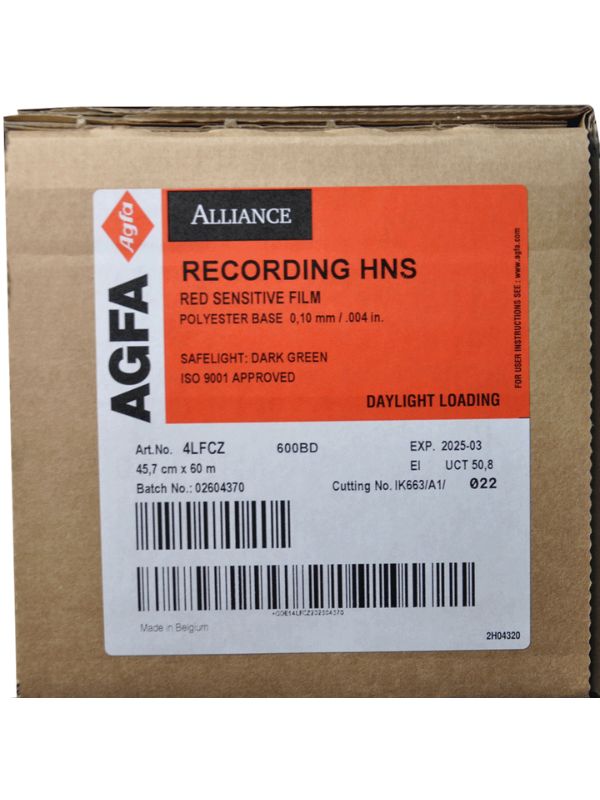 Agfa
AGFA
ALLIANCE
RECORDING HNS
RED SENSITIVE FILM
POLYESTER BASE 0,10 mm / .004 in.
SAFELIGHT: DARK GREEN
ISO 9001 APPROVED
DAYLIGHT LOADING
FOR USER INSTRUCTIONS SEE : www.agfa.com
Art.No. 4LFCZ 600BD EXP. 2025-03
45,7 cm x 60 m EI UCT 50,8
Batch No.: 02604370 Cutting No. IK663/A1/ 022
Made in Belgium
2H04320